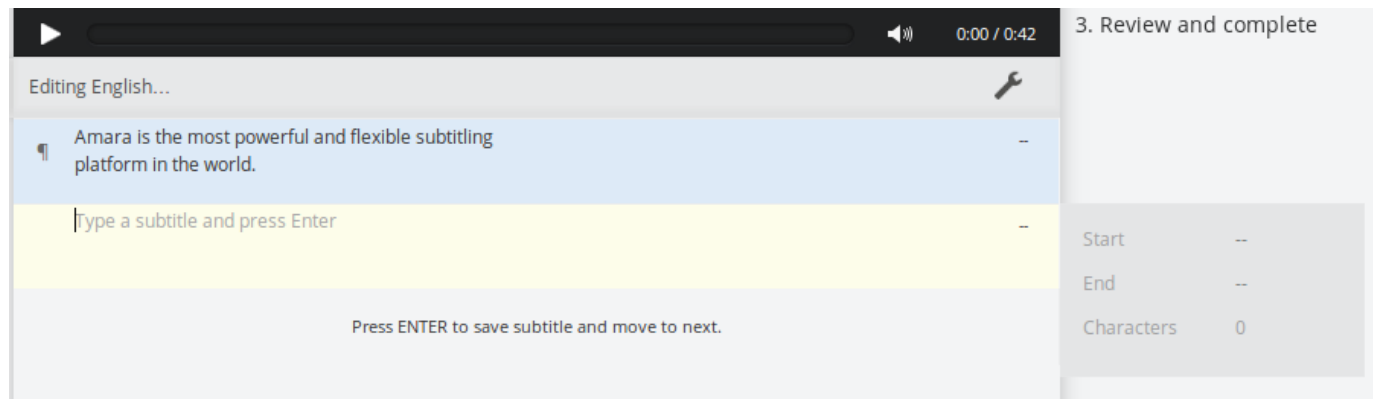 0:00 / 0:42
3. Review and complete
Editing English...
¶ Amara is the most powerful and flexible subtitling --
platform in the world.
Type a subtitle and press Enter --
Start --
End --
Press ENTER to save subtitle and move to next.
Characters 0